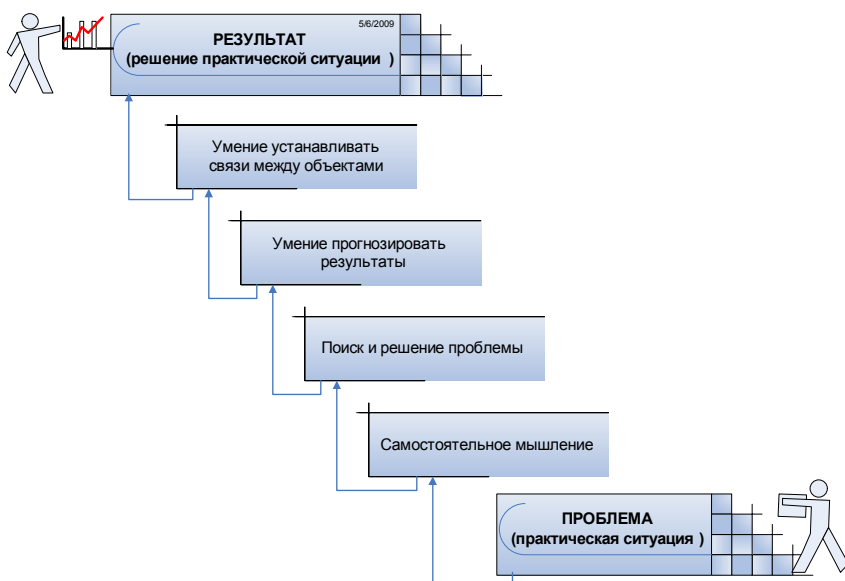 5/6/2009
РЕЗУЛЬТАТ
(решение практической ситуации )
Умение устанавливать
связи между объектами
Умение прогнозировать
результаты
Поиск и решение проблемы
Самостоятельное мышление
ПРОБЛЕМА
(практическая ситуация )